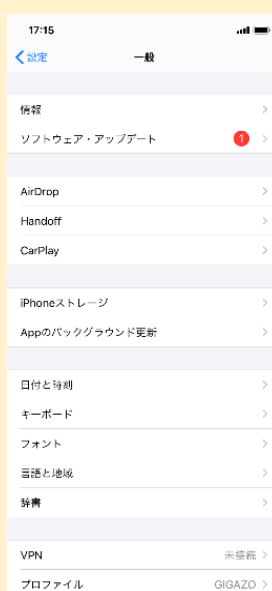 17:15
設定 一般
情報
ソフトウェア・アップデート 1
AirDrop
Handoff
CarPlay
iPhoneストレージ
Appのバックグラウンド更新
日付と時刻
キーボード
フォント
言語と地域
辞書
VPN 未接続
プロファイル GIGAZO